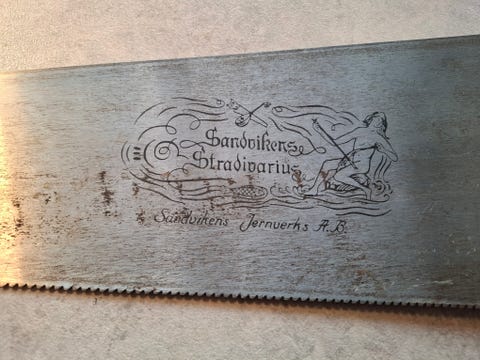 Sandvikens
Stradivarius
Sandvikens Jernverks A.B.